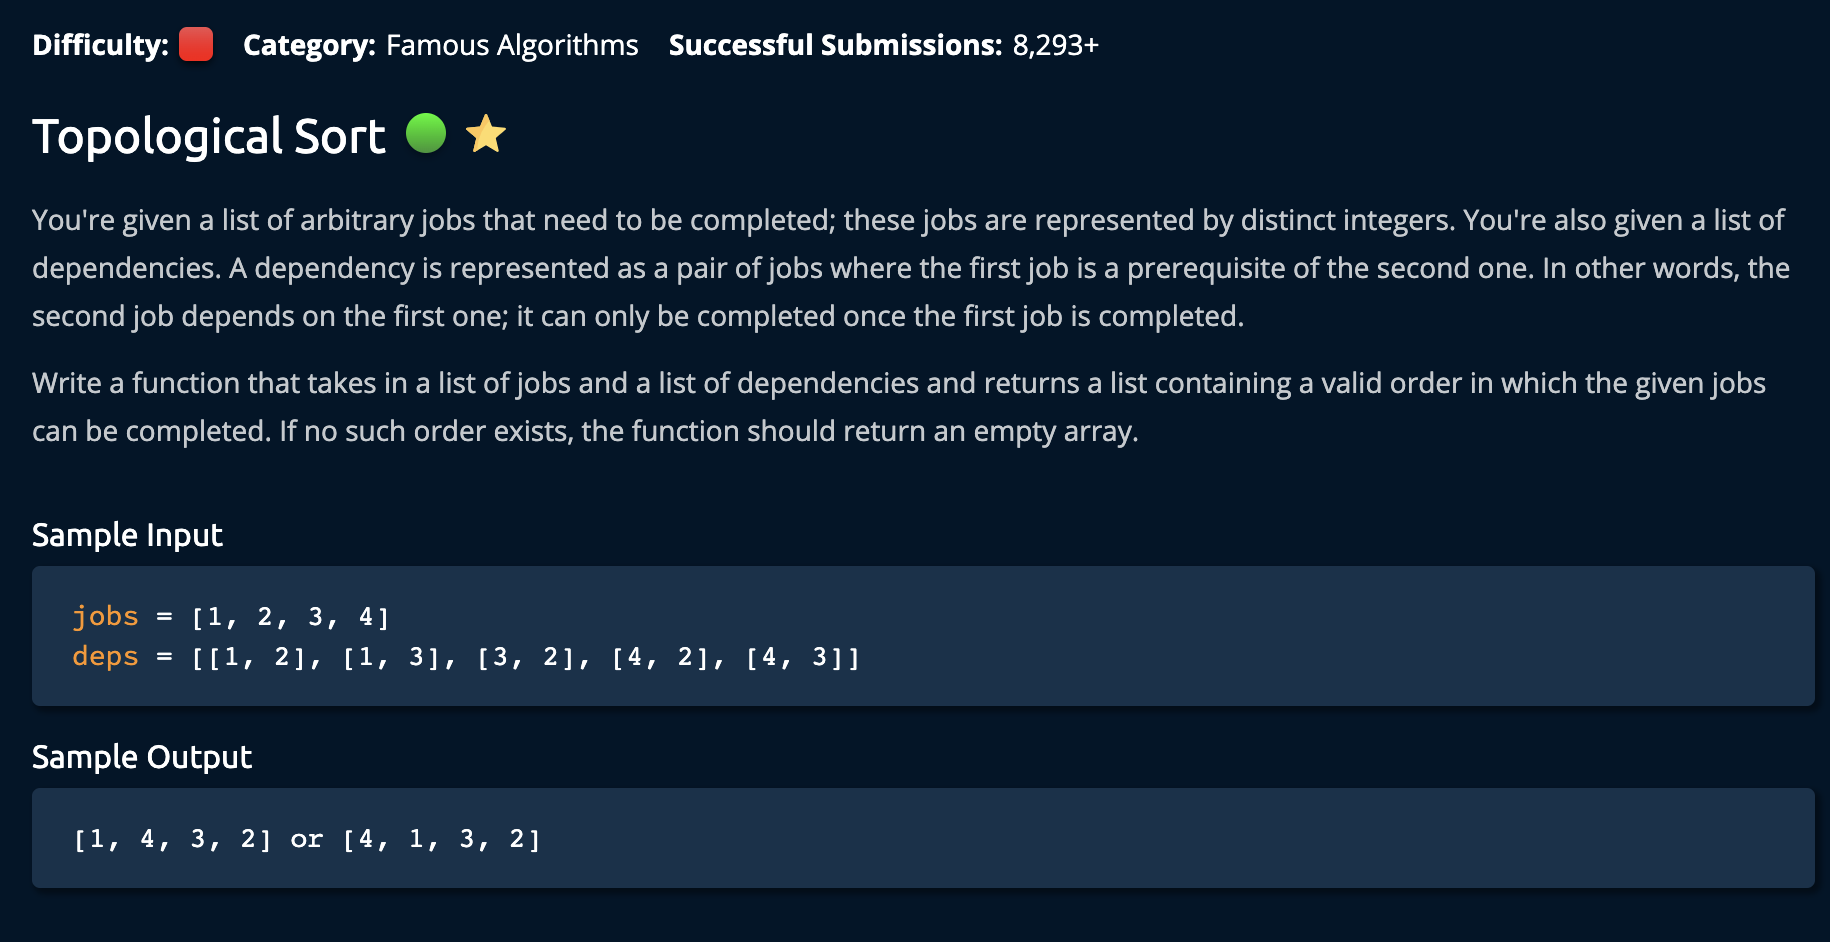 Difficulty: Category: Famous Algorithms Successful Submissions: 8,293+
Topological Sort
You're given a list of arbitrary jobs that need to be completed; these jobs are represented by distinct integers. You're also given a list of
dependencies. A dependency is represented as a pair of jobs where the first job is a prerequisite of the second one. In other words, the
second job depends on the first one; it can only be completed once the first job is completed.
Write a function that takes in a list of jobs and a list of dependencies and returns a list containing a valid order in which the given jobs
can be completed. If no such order exists, the function should return an empty array.
Sample Input
jobs = [1, 2, 3, 4]
deps = [[1, 2], [1, 3], [3, 2], [4, 2], [4, 3]]
Sample Output
[1, 4, 3, 2] or [4, 1, 3, 2]